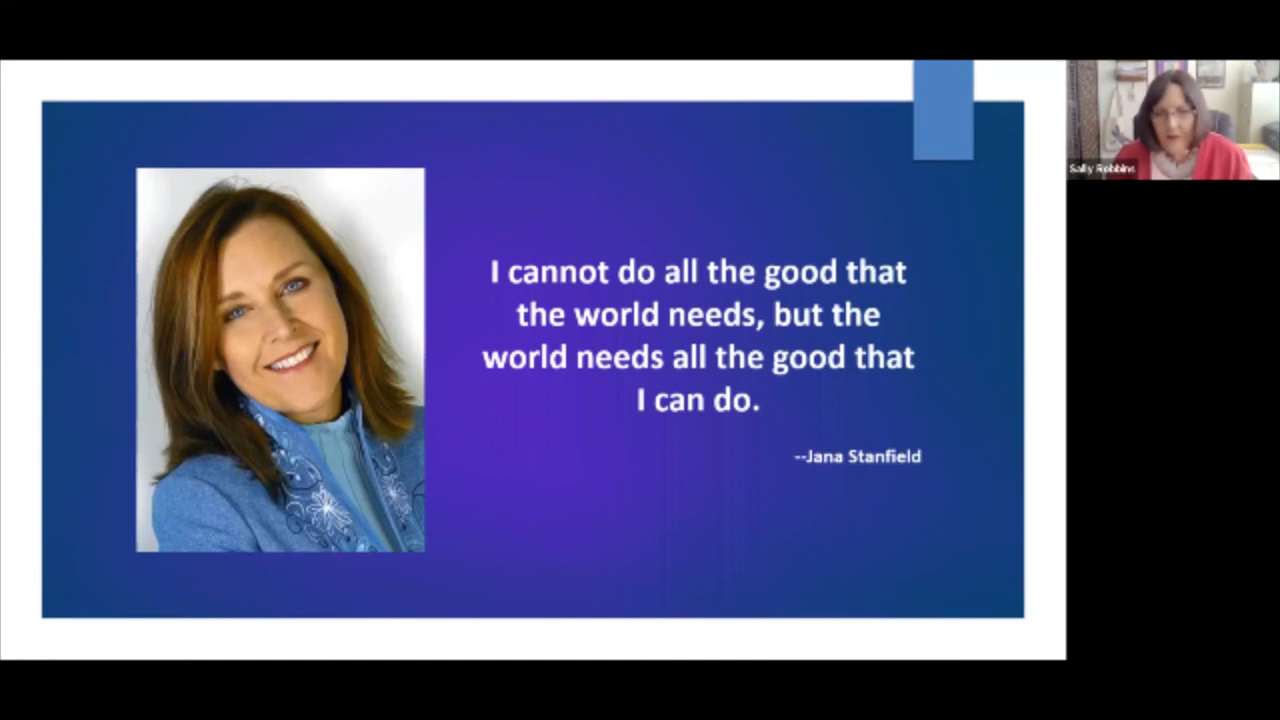 I cannot do all the good that
the world needs, but the
world needs all the good that
I can do.
--Jana Stanfield
Sally Robbins